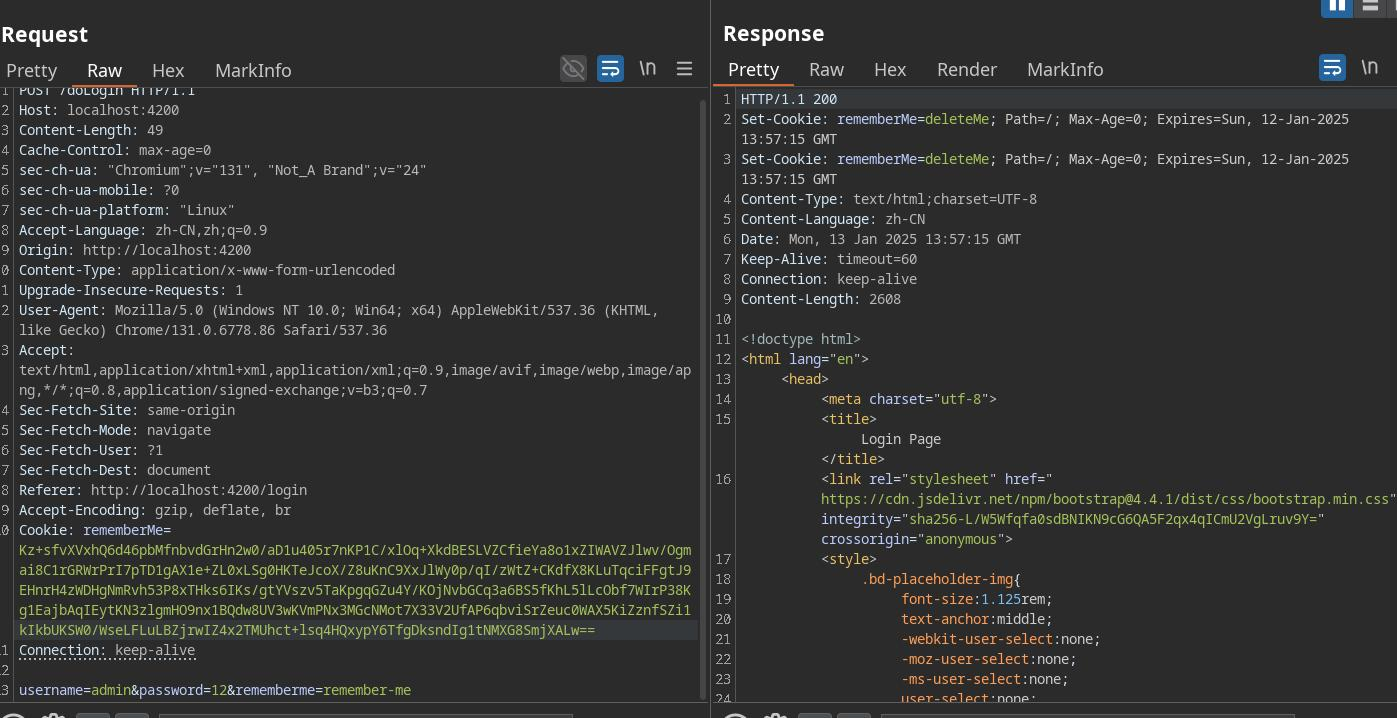 Request
Pretty Raw Hex MarkInfo \n
1 POST /doLogin HTTP/1.1
2 Host: localhost:4200
3 Content-Length: 49
4 Cache-Control: max-age=0
5 sec-ch-ua: "Chromium";v="131", "Not_A Brand";v="24"
6 sec-ch-ua-mobile: ?0
7 sec-ch-ua-platform: "Linux"
8 Accept-Language: zh-CN,zh;q=0.9
9 Origin: http://localhost:4200
0 Content-Type: application/x-www-form-urlencoded
1 Upgrade-Insecure-Requests: 1
2 User-Agent: Mozilla/5.0 (Windows NT 10.0; Win64; x64) AppleWebKit/537.36 (KHTML,
like Gecko) Chrome/131.0.6778.86 Safari/537.36
3 Accept:
text/html,application/xhtml+xml,application/xml;q=0.9,image/avif,image/webp,image/ap
ng,*/*;q=0.8,application/signed-exchange;v=b3;q=0.7
4 Sec-Fetch-Site: same-origin
5 Sec-Fetch-Mode: navigate
6 Sec-Fetch-User: ?1
7 Sec-Fetch-Dest: document
8 Referer: http://localhost:4200/login
9 Accept-Encoding: gzip, deflate, br
0 Cookie: rememberMe=
Kz+sfvXVxhQ6d46pbMfnbvdGrHn2w0/aD1u405r7nKP1C/xlOq+XkdBESLVZCfieYa8o1xZIWAVZJlwv/Ogm
ai8C1rGRWrPrI7pTD1gAX1e+ZL0xLSg0HKTeJcoX/Z8uKnC9XxJlWy0p/qI/zWtZ+CKdfX8KLuTqciFFgtJ9
EHnrH4zWDHgNmRvh53P8xTHks6IKs/gtYVszv5TaKpgqGZu4Y/KOjNvbGCq3a6BS5fKhL5lLcObf7WIrP38K
g1EajbAqIEytKN3zlgmHO9nx1BQdw8UV3wKVmPNx3MGcNMot7X33V2UfAP6qbviSrZeuc0WAX5KiZznfSZi1
kIkbUKSW0/WseLFLuLBZjrwIZ4x2TMUhct+lsq4HQxypY6TfgDksndIg1tNMXG8SmjXALw==
1 Connection: keep-alive
2
3 username=admin&password=12&rememberme=remember-me
Response
Pretty Raw Hex Render MarkInfo \n
1 HTTP/1.1 200
2 Set-Cookie: rememberMe=deleteMe; Path=/; Max-Age=0; Expires=Sun, 12-Jan-2025
13:57:15 GMT
3 Set-Cookie: rememberMe=deleteMe; Path=/; Max-Age=0; Expires=Sun, 12-Jan-2025
13:57:15 GMT
4 Content-Type: text/html;charset=UTF-8
5 Content-Language: zh-CN
6 Date: Mon, 13 Jan 2025 13:57:15 GMT
7 Keep-Alive: timeout=60
8 Connection: keep-alive
9 Content-Length: 2608
10
11 <!doctype html>
12 <html lang="en">
13 <head>
14 <meta charset="utf-8">
15 <title>
Login Page
</title>
16 <link rel="stylesheet" href="
https://cdn.jsdelivr.net/npm/bootstrap@4.4.1/dist/css/bootstrap.min.css"
integrity="sha256-L/W5Wfqfa0sdBNIKN9cG6QA5F2qx4qICmU2VgLruv9Y="
crossorigin="anonymous">
17 <style>
18 .bd-placeholder-img{
19 font-size:1.125rem;
20 text-anchor:middle;
21 -webkit-user-select:none;
22 -moz-user-select:none;
23 -ms-user-select:none;
24 user-select:none;